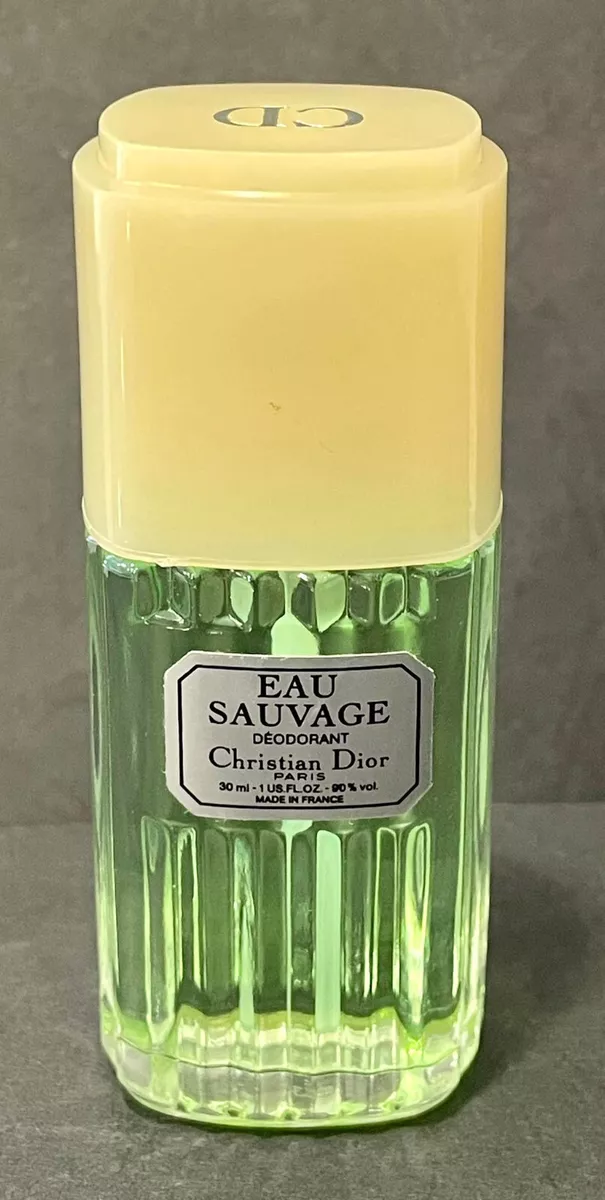 CD
EAU
SAUVAGE
DÉODORANT
Christian Dior
PARIS
30 ml - 1 US.FL.OZ. - 90 % vol.
MADE IN FRANCE